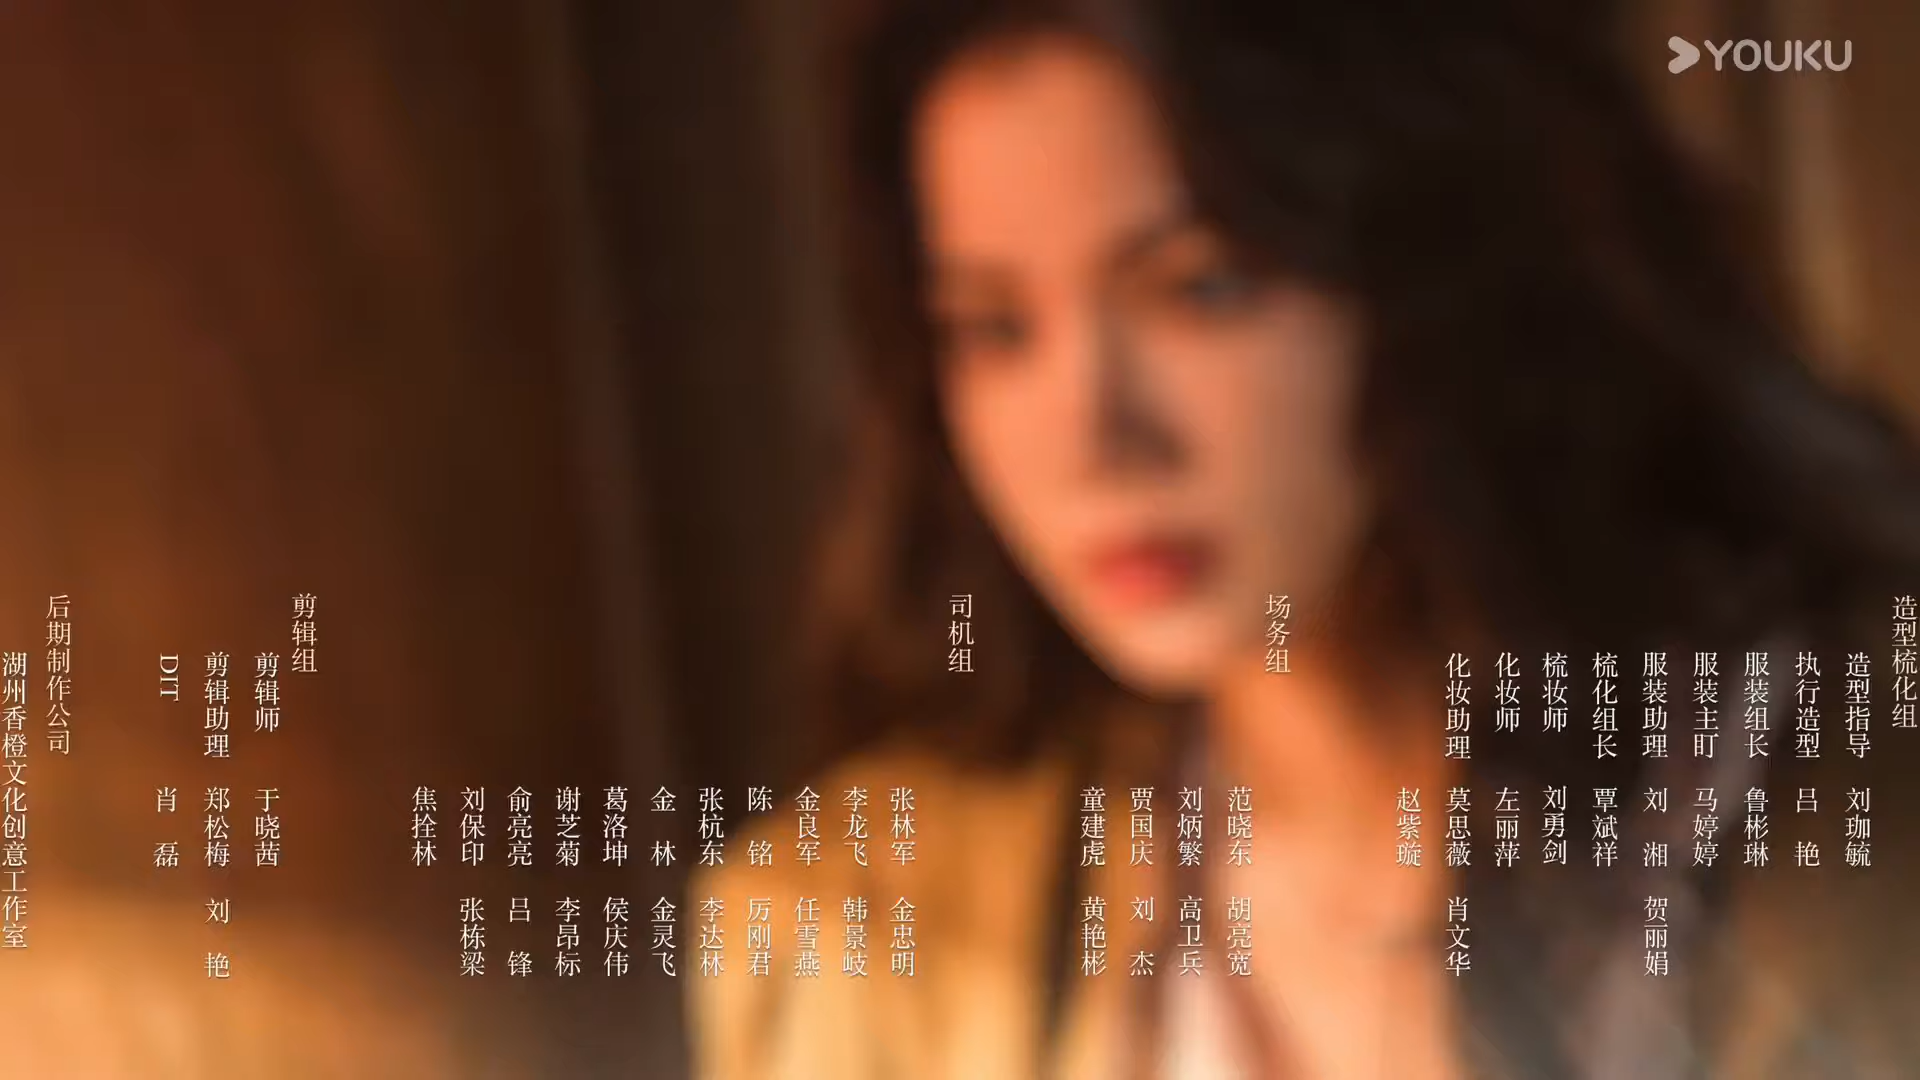 YOUKU
造型梳化组
造型指导 刘珈毓
执行造型 吕 艳
服装组长 鲁彬琳
服装主盯 马婷婷
服装助理 刘 湘 贺丽娟
梳化组长 覃斌祥
梳妆师 刘勇剑
化妆师 左丽萍
化妆助理 莫思薇 肖文华
赵紫璇
场务组
范晓东 胡亮宽
刘炳繁 高卫兵
贾国庆 刘 杰
童建虎 黄艳彬
司机组
张林军 金忠明
李龙飞 韩景岐
金良军 任雪燕
陈 铭 厉刚君
张杭东 李达林
金 林 金灵飞
葛洛坤 侯庆伟
谢芝菊 李昂标
俞亮亮 吕 锋
刘保印 张栋梁
焦拴林
剪辑组
剪辑师 于晓茜
剪辑助理 郑松梅 刘 艳
DIT 肖 磊
后期制作公司
湖州香橙文化创意工作室